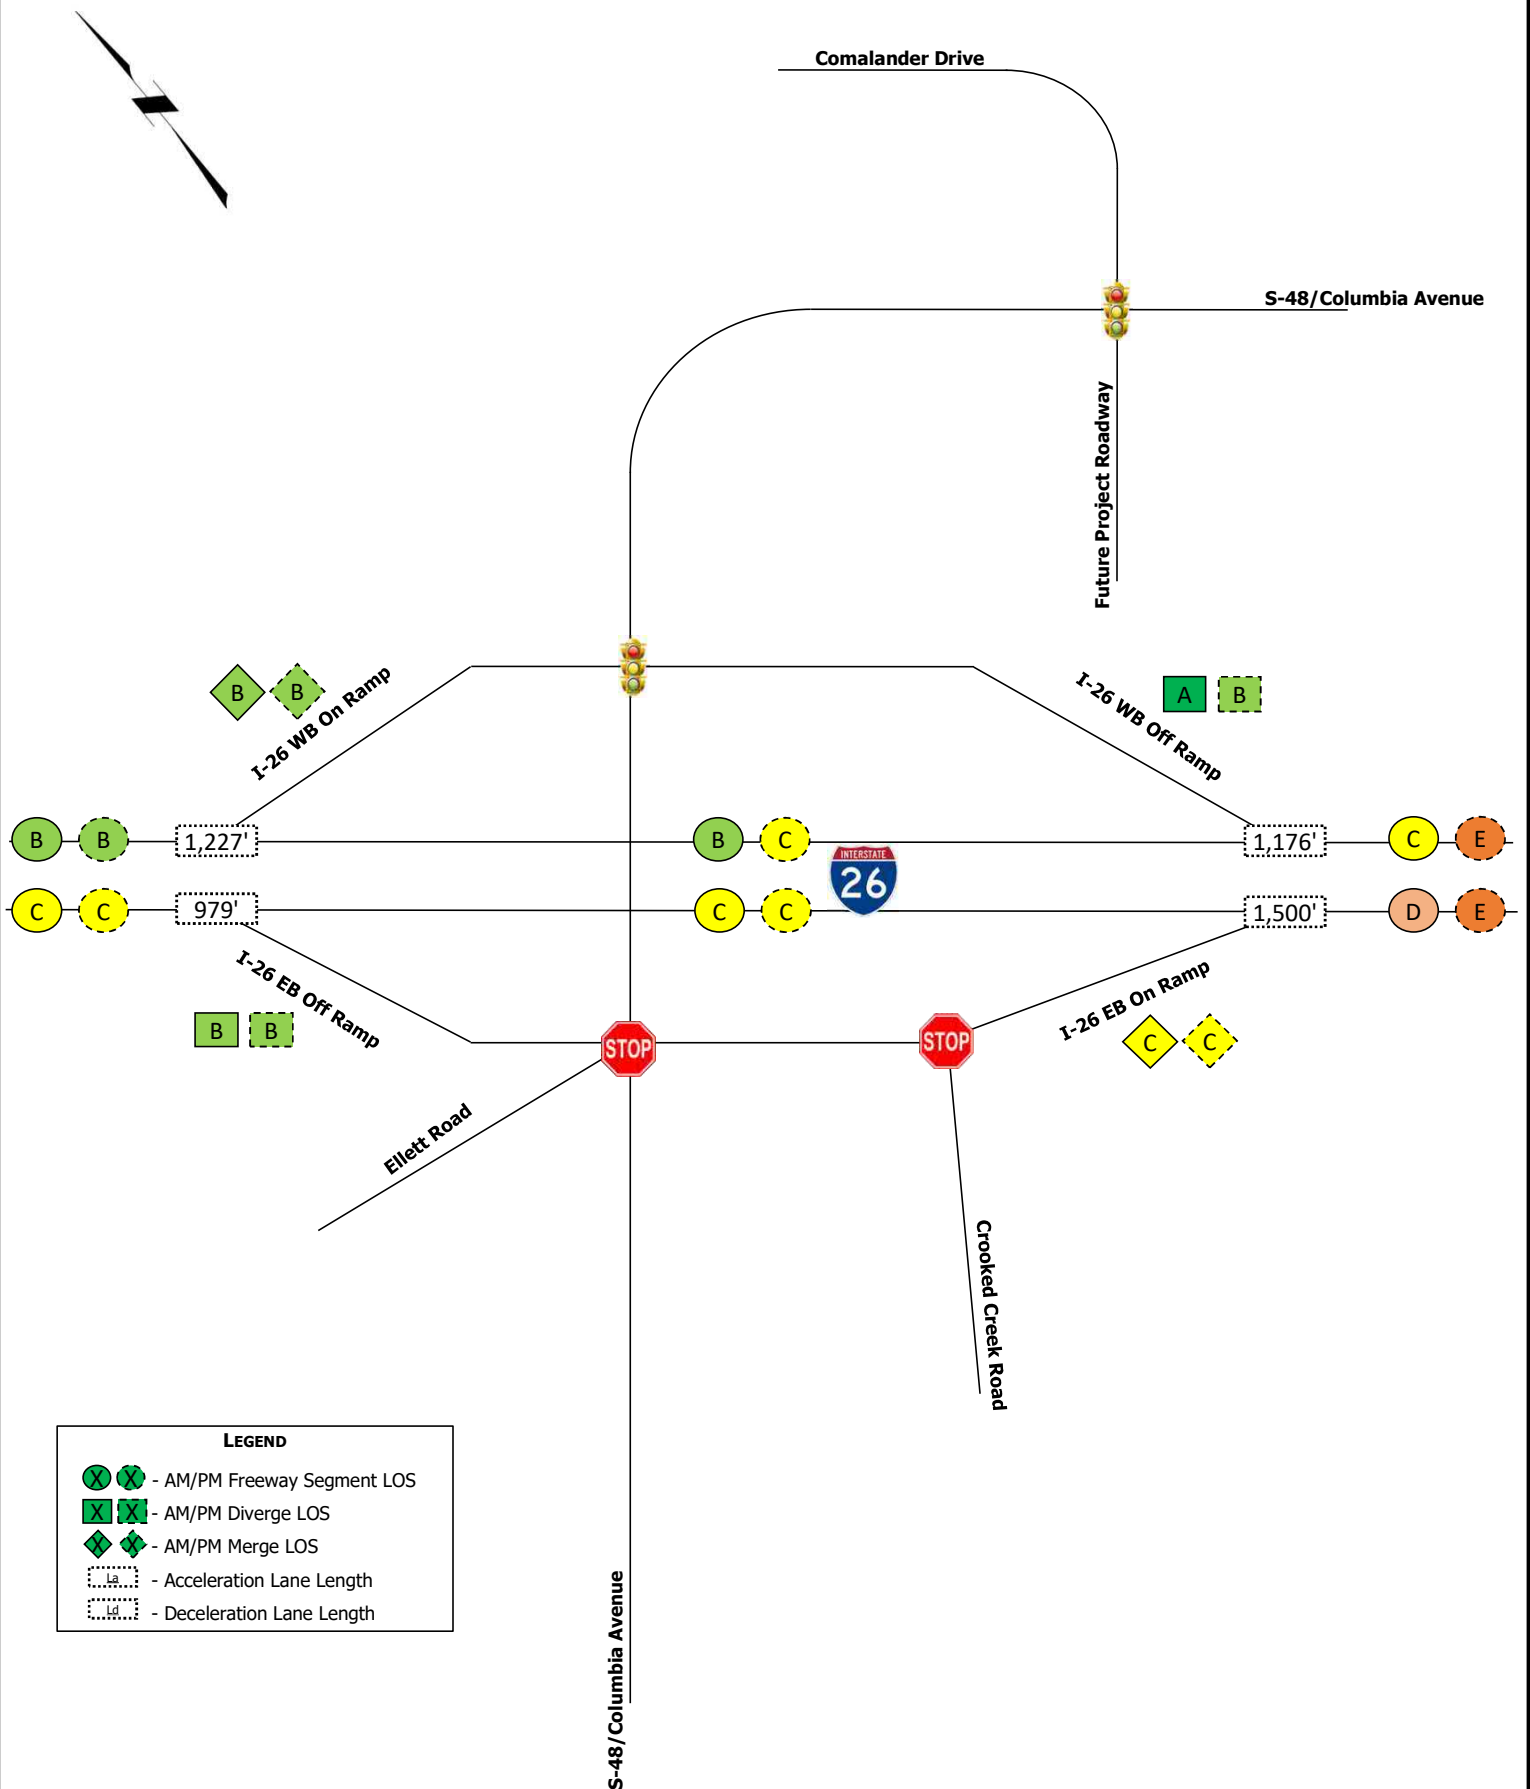 Comalander Drive
S-48/Columbia Avenue
Future Project Roadway
B B
I-26 WB On Ramp
I-26 WB Off Ramp
A B
B B 1,227' B C 1,176' C E
INTERSTATE
26
C C 979' C C 1,500' D E
I-26 EB Off Ramp
B B
I-26 EB On Ramp
C C
STOP
STOP
Ellett Road
Crooked Creek Road
S-48/Columbia Avenue
LEGEND
X X - AM/PM Freeway Segment LOS
X X - AM/PM Diverge LOS
X X - AM/PM Merge LOS
La - Acceleration Lane Length
Ld - Deceleration Lane Length